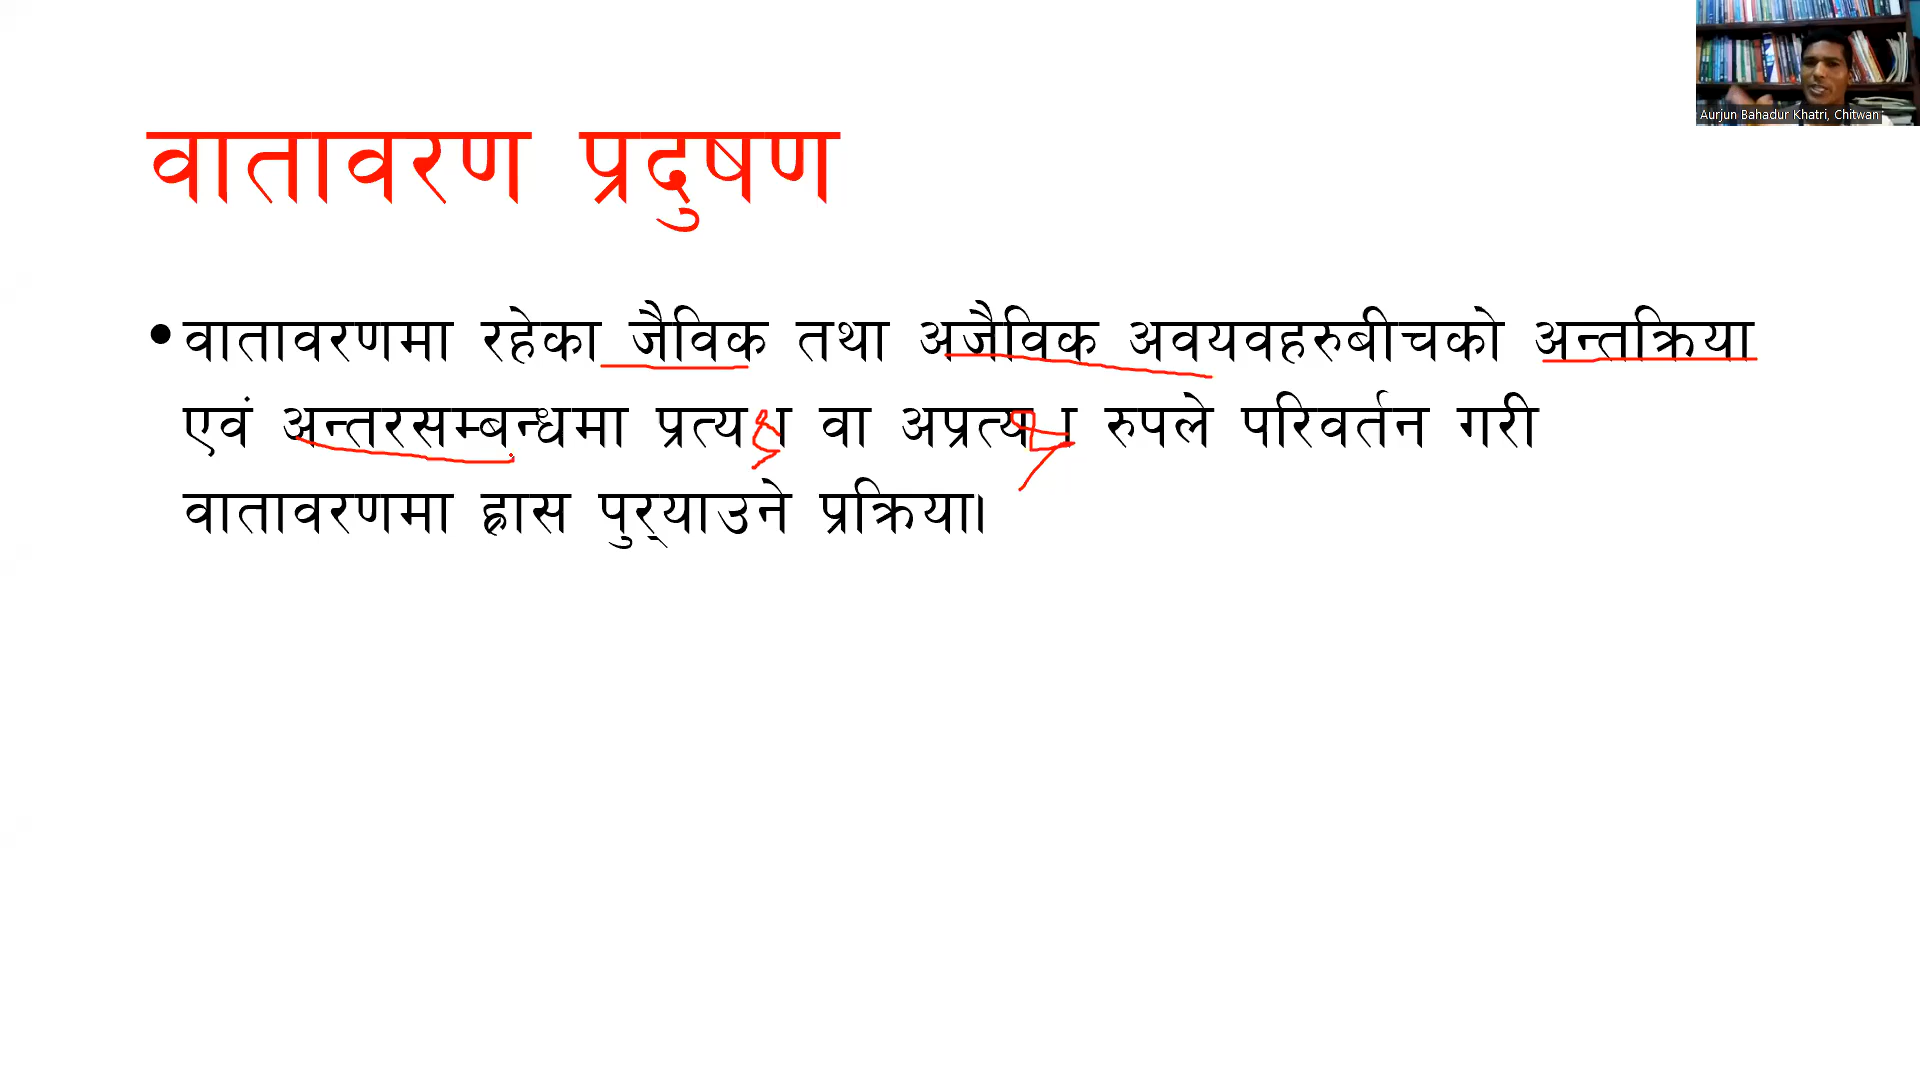 Aurjun Bahadur Khatri, Chitwan
वातावरण प्रदुषण
• वातावरणमा रहेका जैविक तथा अजैविक अवयवहरुबीचको अन्तक्रिया
एवं अन्तरसम्बन्धमा प्रत्यक्ष वा अप्रत्यक्ष रुपले परिवर्तन गरी
वातावरणमा ह्रास पुर्‍याउने प्रक्रिया।